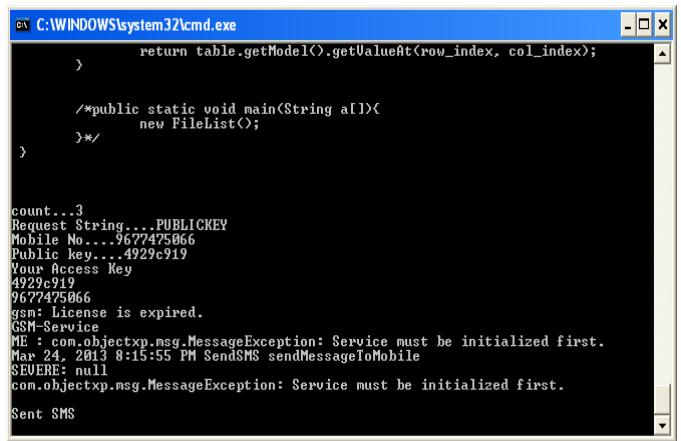 C:\WINDOWS\system32\cmd.exe
return table.getModel().getValueAt(row_index, col_index);
}
/*public static void main(String a[]){
new FileList();
}*/
}
count...3
Request String....PUBLICKEY
Mobile No....9677475066
Public key....4929c919
Your Access Key
4929c919
9677475066
gsm: License is expired.
GSM-Service
ME : com.objectxp.msg.MessageException: Service must be initialized first.
Mar 24, 2013 8:15:55 PM SendSMS sendMessageToMobile
SEVERE: null
com.objectxp.msg.MessageException: Service must be initialized first.
Sent SMS